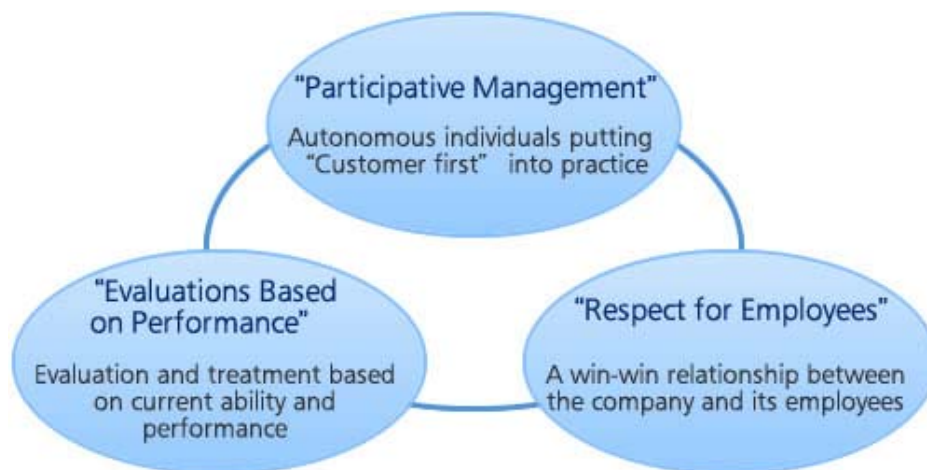 "Participative Management"
Autonomous individuals putting
“Customer first” into practice
"Evaluations Based
on Performance"
Evaluation and treatment based
on current ability and
performance
"Respect for Employees"
A win-win relationship between
the company and its employees